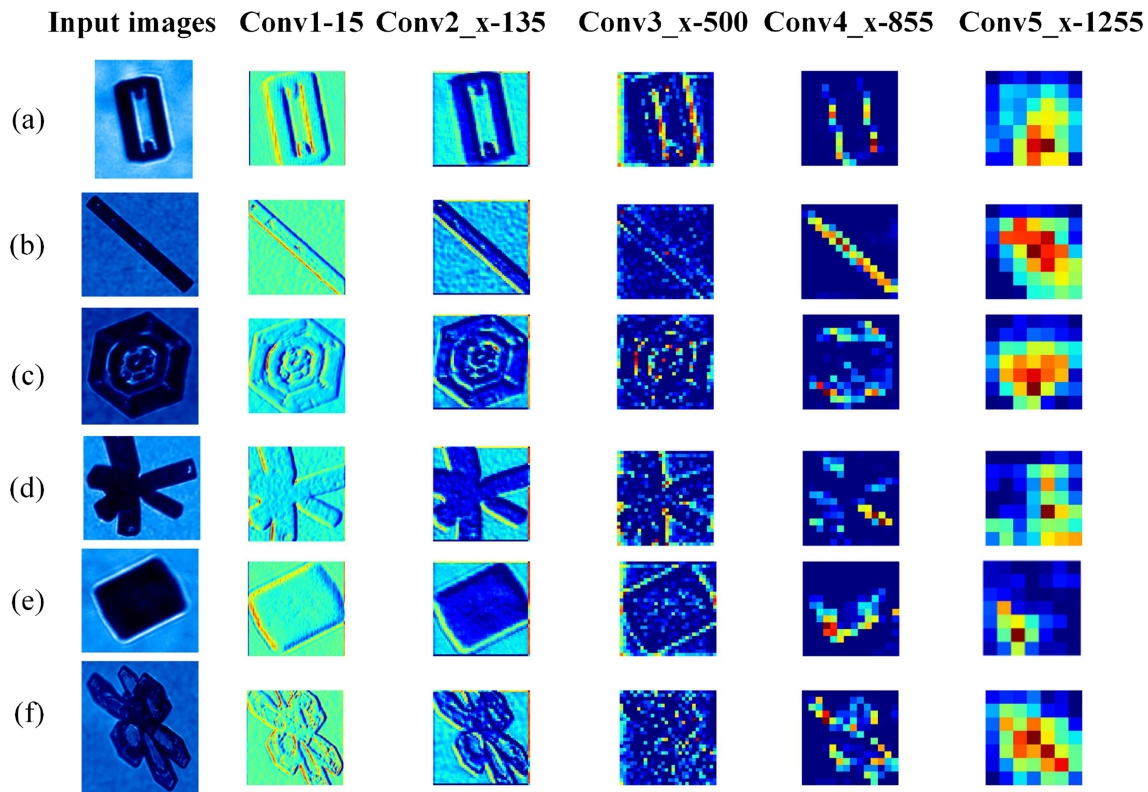 Input images Conv1-15 Conv2_x-135 Conv3_x-500 Conv4_x-855 Conv5_x-1255
(a)
(b)
(c)
(d)
(e)
(f)